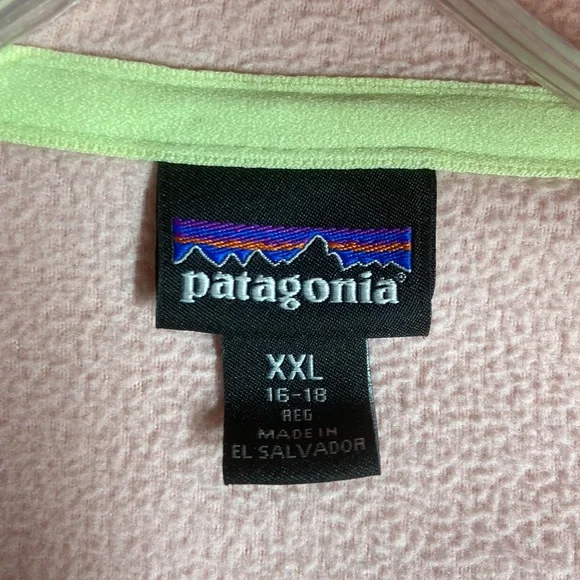 patagonia®
XXL
16-18
REG
MADE IN
EL SALVADOR